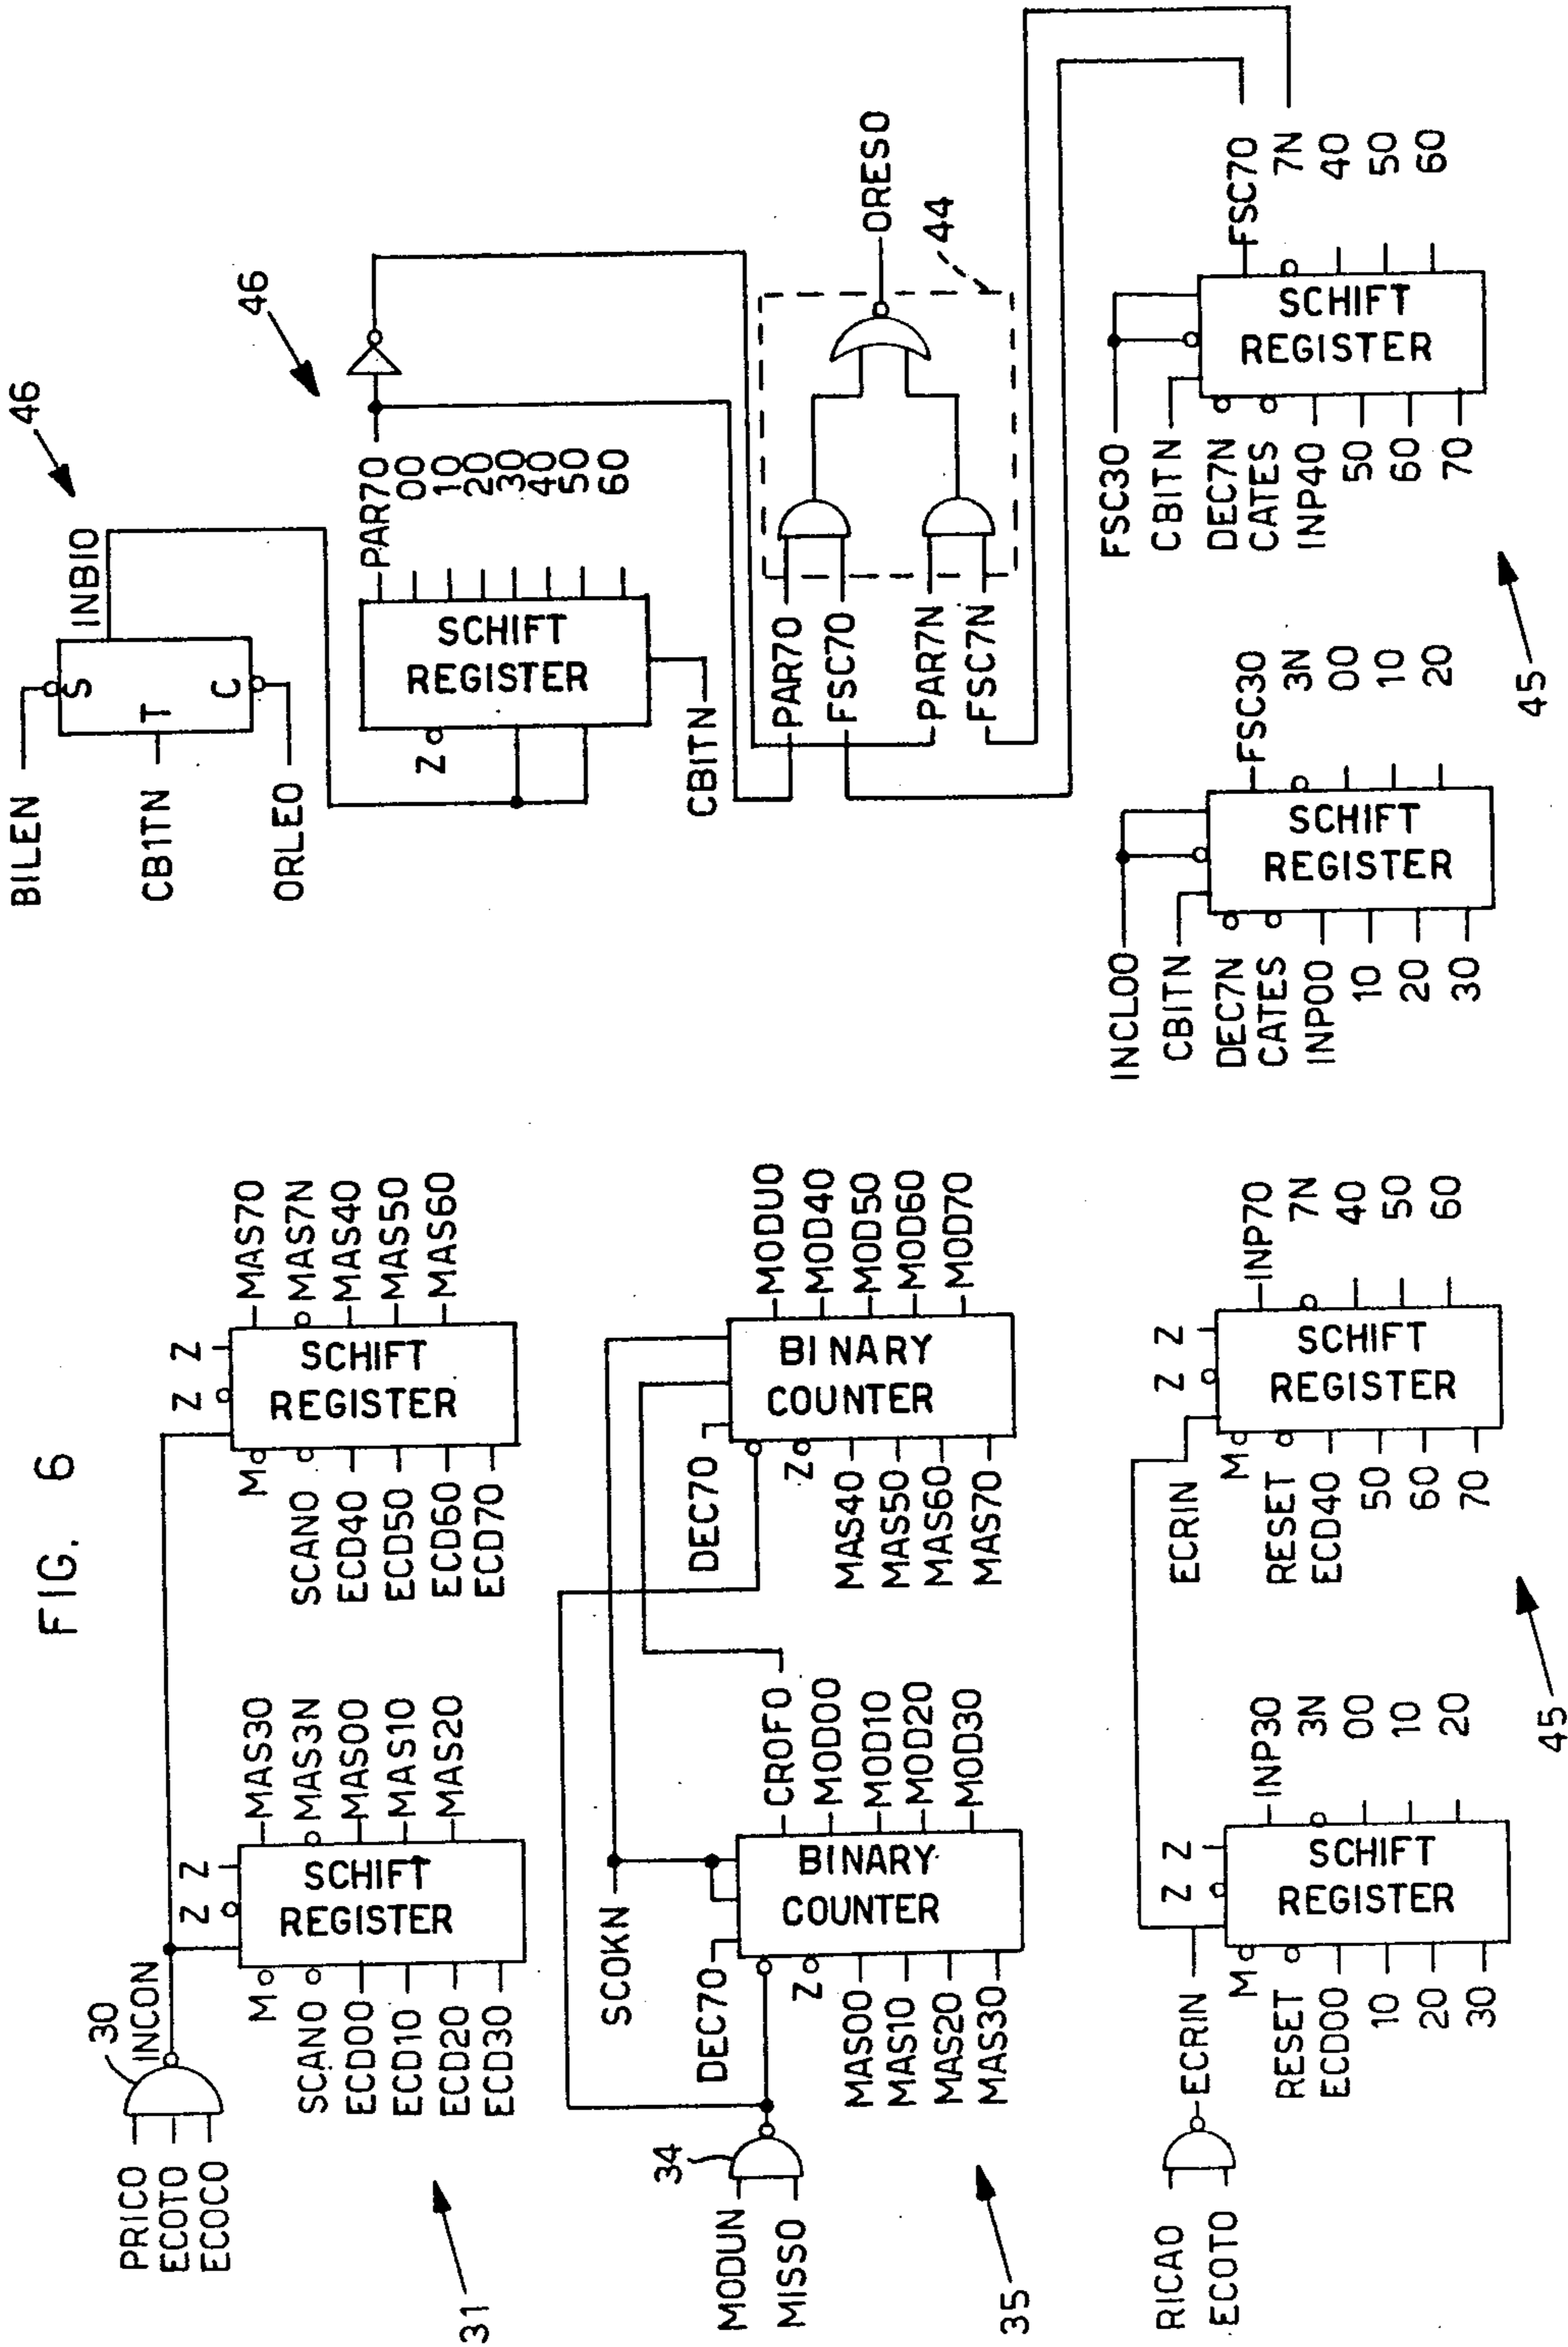 FIG. 6
PRICO
ECOTO
ECOCO
30
INCON
31
M
Z
Z
SCANO
ECD00
ECD10
ECD20
ECD30
SCHIFT
REGISTER
MAS30
MAS3N
MAS00
MAS10
MAS20
M
Z
Z
SCANO
ECD40
ECD50
ECD60
ECD70
SCHIFT
REGISTER
MAS70
MAS7N
MAS40
MAS50
MAS60
MODUN
MISSO
34
35
SCOKN
DEC70
Z
MAS00
MAS10
MAS20
MAS30
BINARY
COUNTER
CROFO
MOD00
MOD10
MOD20
MOD30
DEC70
Z
MAS40
MAS50
MAS60
MAS70
BINARY
COUNTER
MODU0
MOD40
MOD50
MOD60
MOD70
RICAO
ECOTO
ECRIN
M
Z
Z
RESET
ECD00
10
20
30
SCHIFT
REGISTER
INP30
3N
00
10
20
45
ECRIN
M
Z
Z
RESET
ECD40
50
60
70
SCHIFT
REGISTER
INP70
7N
40
50
60
BILEN
CB1TN
ORLEO
S
T
C
INBIO
46
Z
SCHIFT
REGISTER
CBITN
PAR70
00
10
20
30
40
50
60
46
PAR70
FSC70
PAR7N
FSC7N
ORESO
44
INCL00
CBITN
DEC7N
CATES
INP00
10
20
30
SCHIFT
REGISTER
FSC30
3N
00
10
20
45
FSC30
CBITN
DEC7N
CATES
INP40
50
60
70
SCHIFT
REGISTER
FSC70
7N
40
50
60